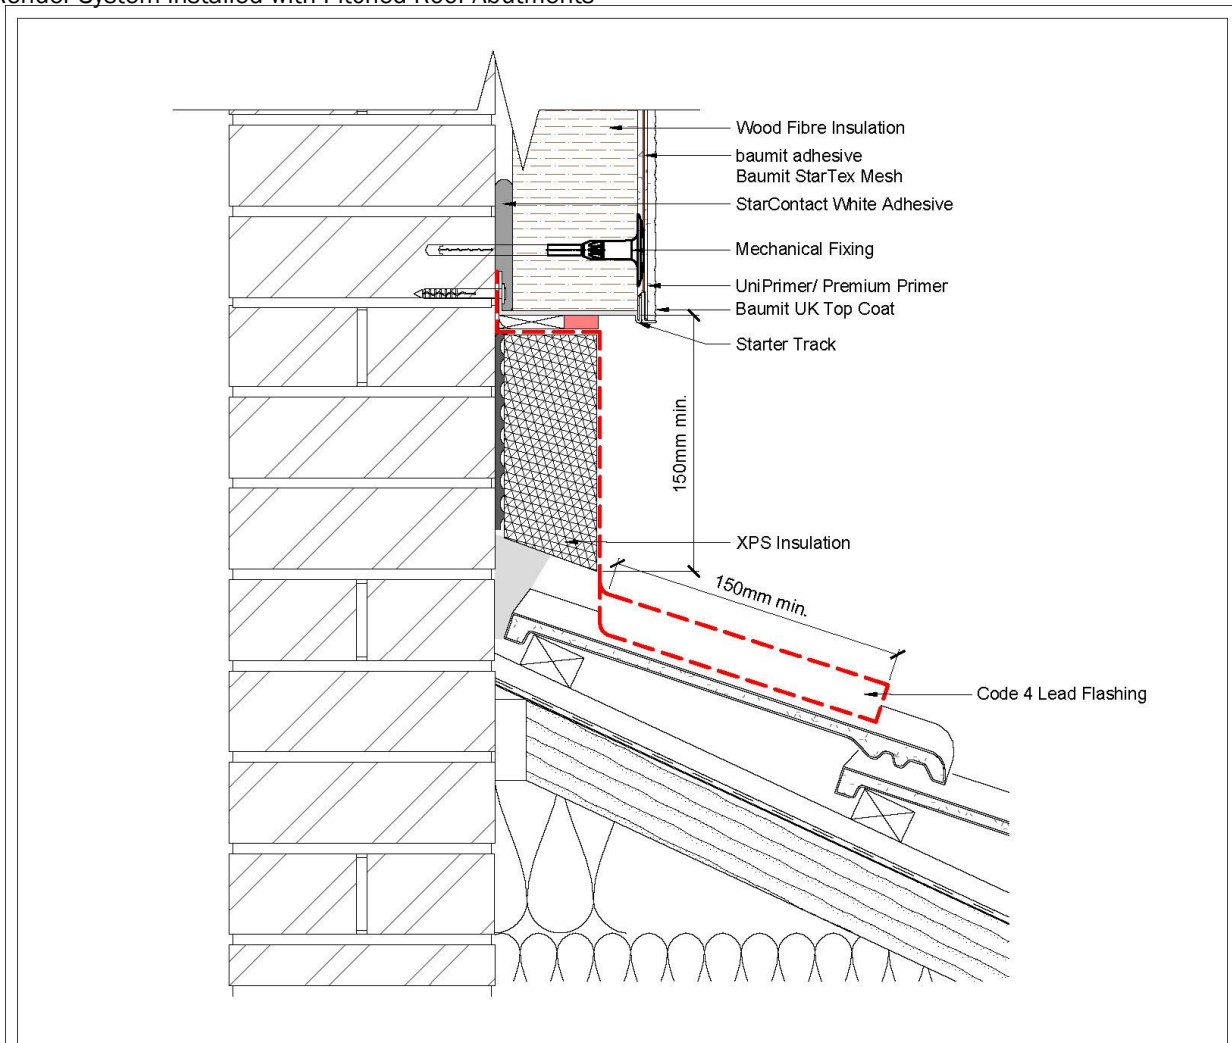 Render System Installed with Pitched Roof Abutments
Wood Fibre Insulation
baumit adhesive
Baumit StarTex Mesh
StarContact White Adhesive
Mechanical Fixing
UniPrimer/ Premium Primer
Baumit UK Top Coat
Starter Track
150mm min.
XPS Insulation
150mm min.
Code 4 Lead Flashing